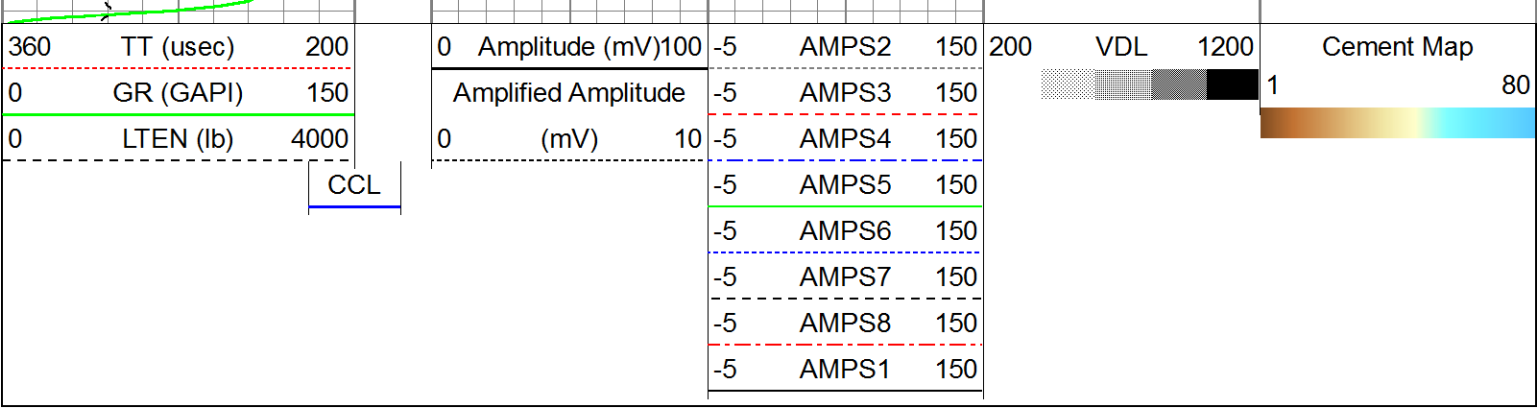 360 TT (usec) 200
0 GR (GAPI) 150
0 LTEN (lb) 4000
CCL
0 Amplitude (mV)100
Amplified Amplitude
0 (mV) 10
-5 AMPS2 150
-5 AMPS3 150
-5 AMPS4 150
-5 AMPS5 150
-5 AMPS6 150
-5 AMPS7 150
-5 AMPS8 150
-5 AMPS1 150
200 VDL 1200
Cement Map
1 80